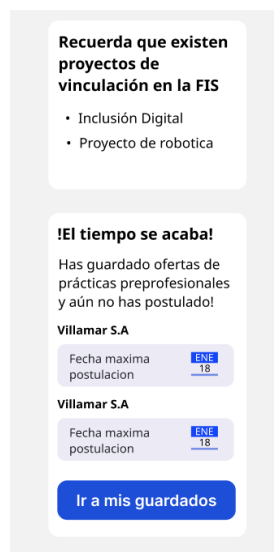 Recuerda que existen
proyectos de
vinculación en la FIS
• Inclusión Digital
• Proyecto de robotica
!El tiempo se acaba!
Has guardado ofertas de
prácticas preprofesionales
y aún no has postulado!
Villamar S.A
Fecha maxima
postulacion
ENE
18
Villamar S.A
Fecha maxima
postulacion
ENE
18
Ir a mis guardados